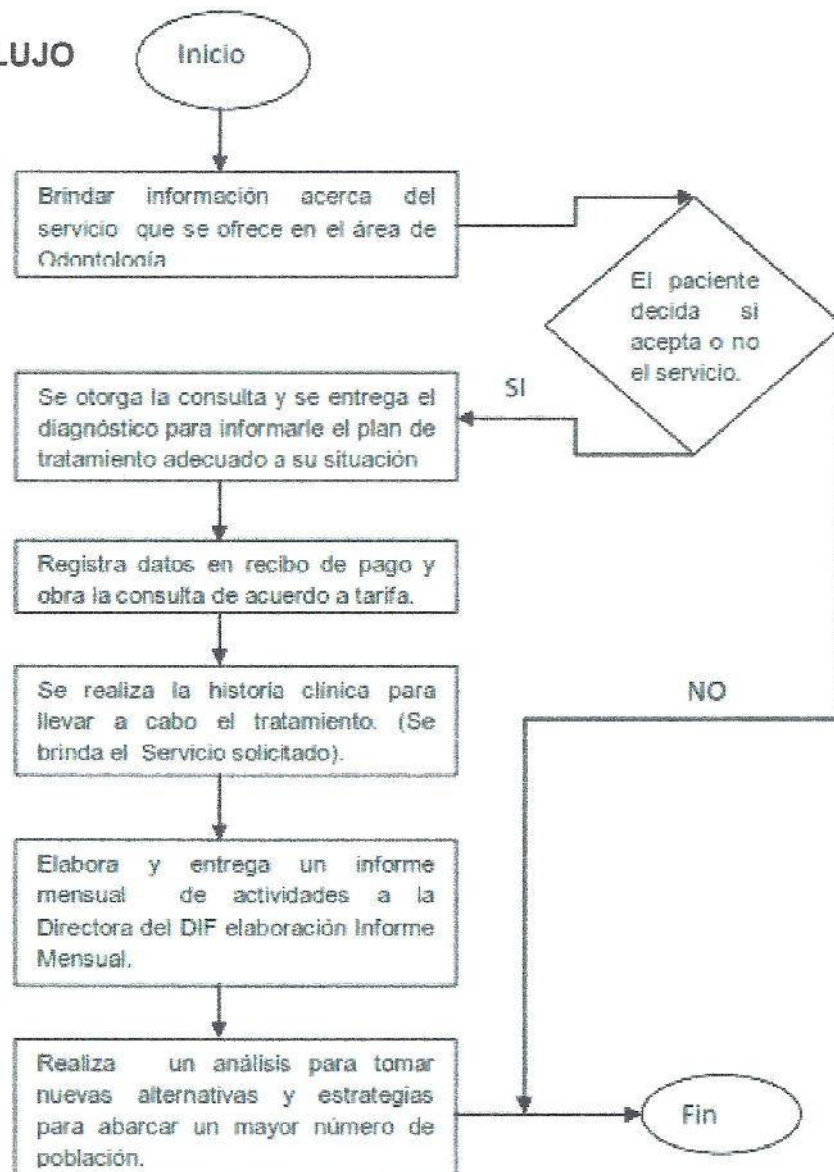 LUJO
Inicio
Brindar información acerca del
servicio que se ofrece en el área de
Odontología
El paciente
decida si
acepta o no
el servicio.
SI
Se otorga la consulta y se entrega el
diagnóstico para informarle el plan de
tratamiento adecuado a su situación
Registra datos en recibo de pago y
obra la consulta de acuerdo a tarifa.
Se realiza la historia clínica para
llevar a cabo el tratamiento. (Se
brinda el Servicio solicitado).
NO
Elabora y entrega un informe
mensual de actividades a la
Directora del DIF elaboración Informe
Mensual.
Realiza un análisis para tomar
nuevas alternativas y estrategias
para abarcar un mayor número de
población.
Fin